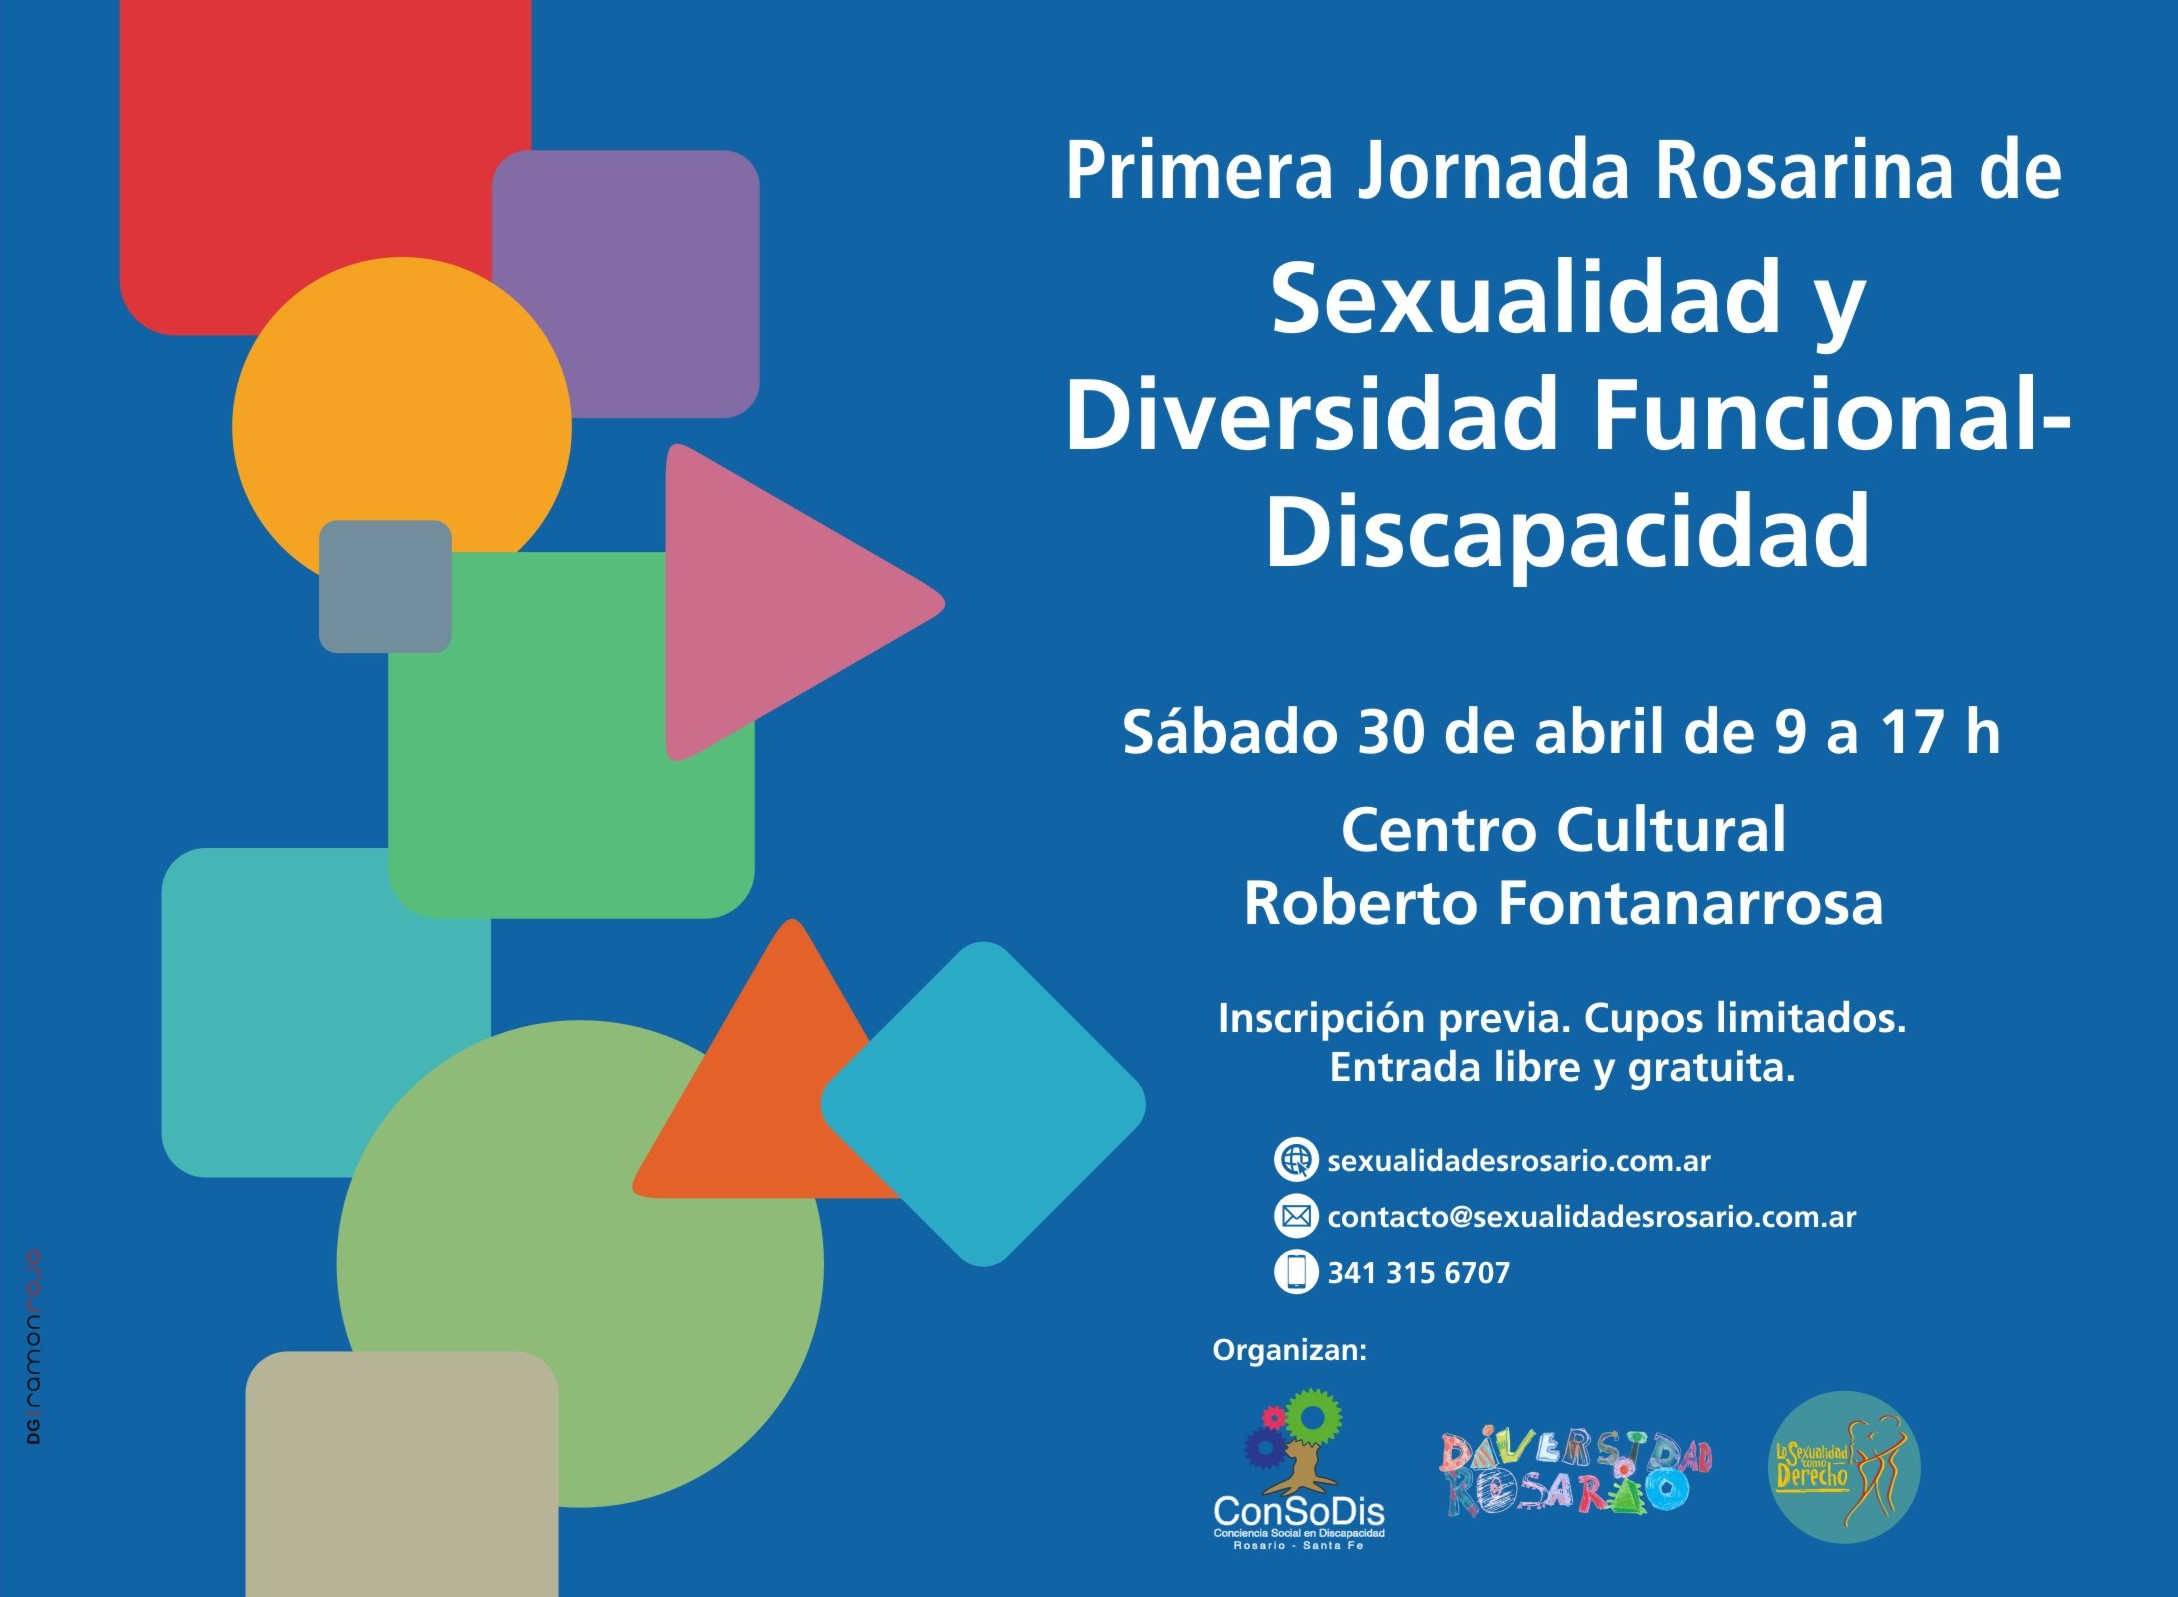 Primera Jornada Rosarina de
Sexualidad y
Diversidad Funcional-
Discapacidad
Sábado 30 de abril de 9 a 17 h
Centro Cultural
Roberto Fontanarrosa
Inscripción previa. Cupos limitados.
Entrada libre y gratuita.
sexualidadesrosario.com.ar
contacto@sexualidadesrosario.com.ar
341 315 6707
Organizan:
ConSoDis
Conciencia Social en Discapacidad
Rosario - Santa Fe
DiVERSiDAD
ROSARiO
La Sexualidad
como
Derecho
DG ramonrojo